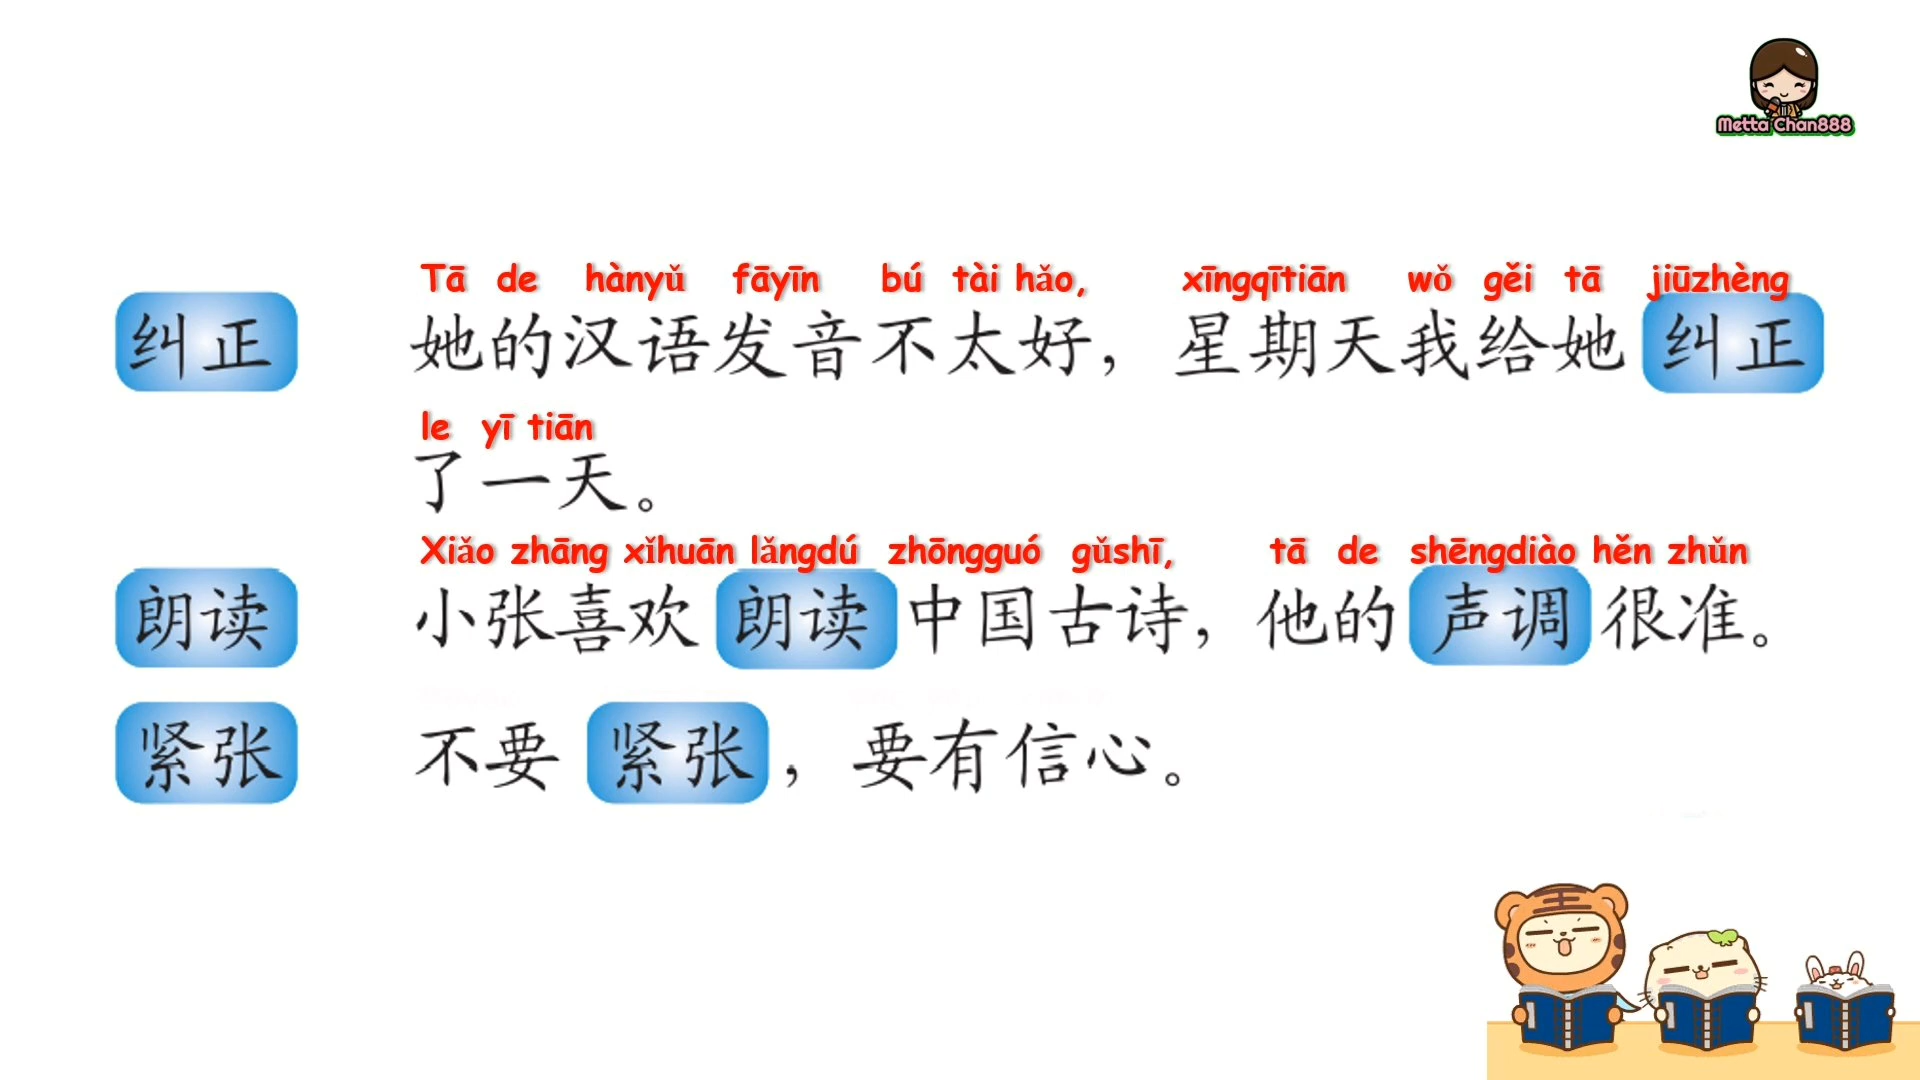 Metta Chan888
Tā de hànyǔ fāyīn bú tài hǎo, xīngqītiān wǒ gěi tā jiūzhèng
纠正 她的汉语发音不太好，星期天我给她 纠正
le yī tiān
了一天。
Xiǎo zhāng xǐhuān lǎngdú zhōngguó gǔshī, tā de shēngdiào hěn zhǔn
朗读 小张喜欢 朗读 中国古诗，他的 声调 很准。
紧张 不要 紧张 ，要有信心。